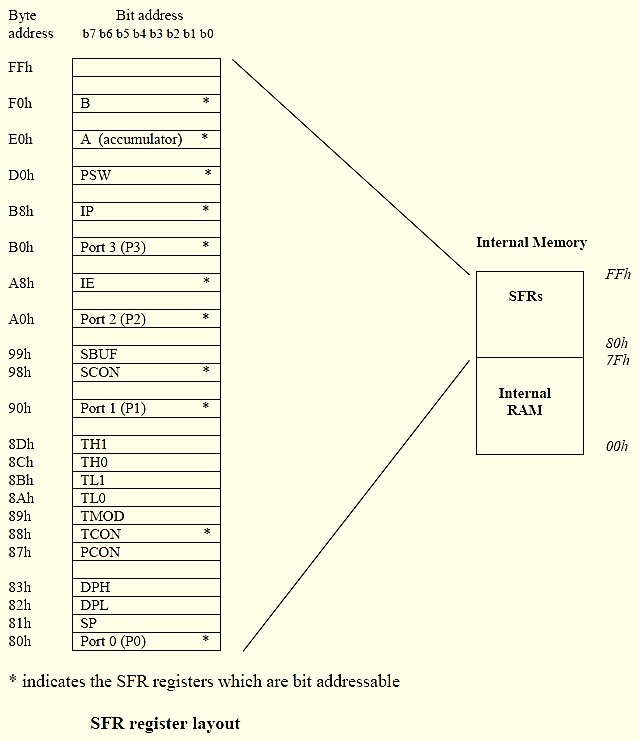 Byte address
Bit address
b7 b6 b5 b4 b3 b2 b1 b0
FFh
F0h B *
E0h A (accumulator) *
D0h PSW *
B8h IP *
B0h Port 3 (P3) *
A8h IE *
A0h Port 2 (P2) *
99h SBUF
98h SCON *
90h Port 1 (P1) *
8Dh TH1
8Ch TH0
8Bh TL1
8Ah TL0
89h TMOD
88h TCON *
87h PCON
83h DPH
82h DPL
81h SP
80h Port 0 (P0) *
Internal Memory
FFh
SFRs
80h
7Fh
Internal
RAM
00h
* indicates the SFR registers which are bit addressable
SFR register layout